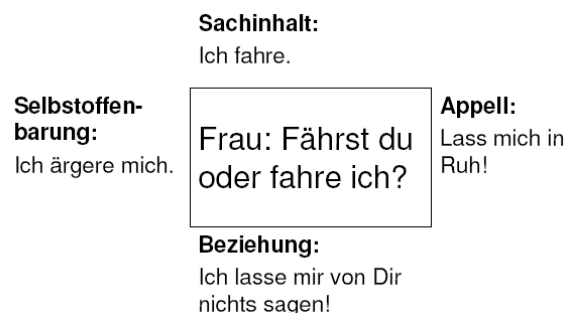 Sachinhalt:
Ich fahre.
Selbstoffen-
barung:
Ich ärgere mich.
Frau: Fährst du
oder fahre ich?
Appell:
Lass mich in
Ruh!
Beziehung:
Ich lasse mir von Dir
nichts sagen!